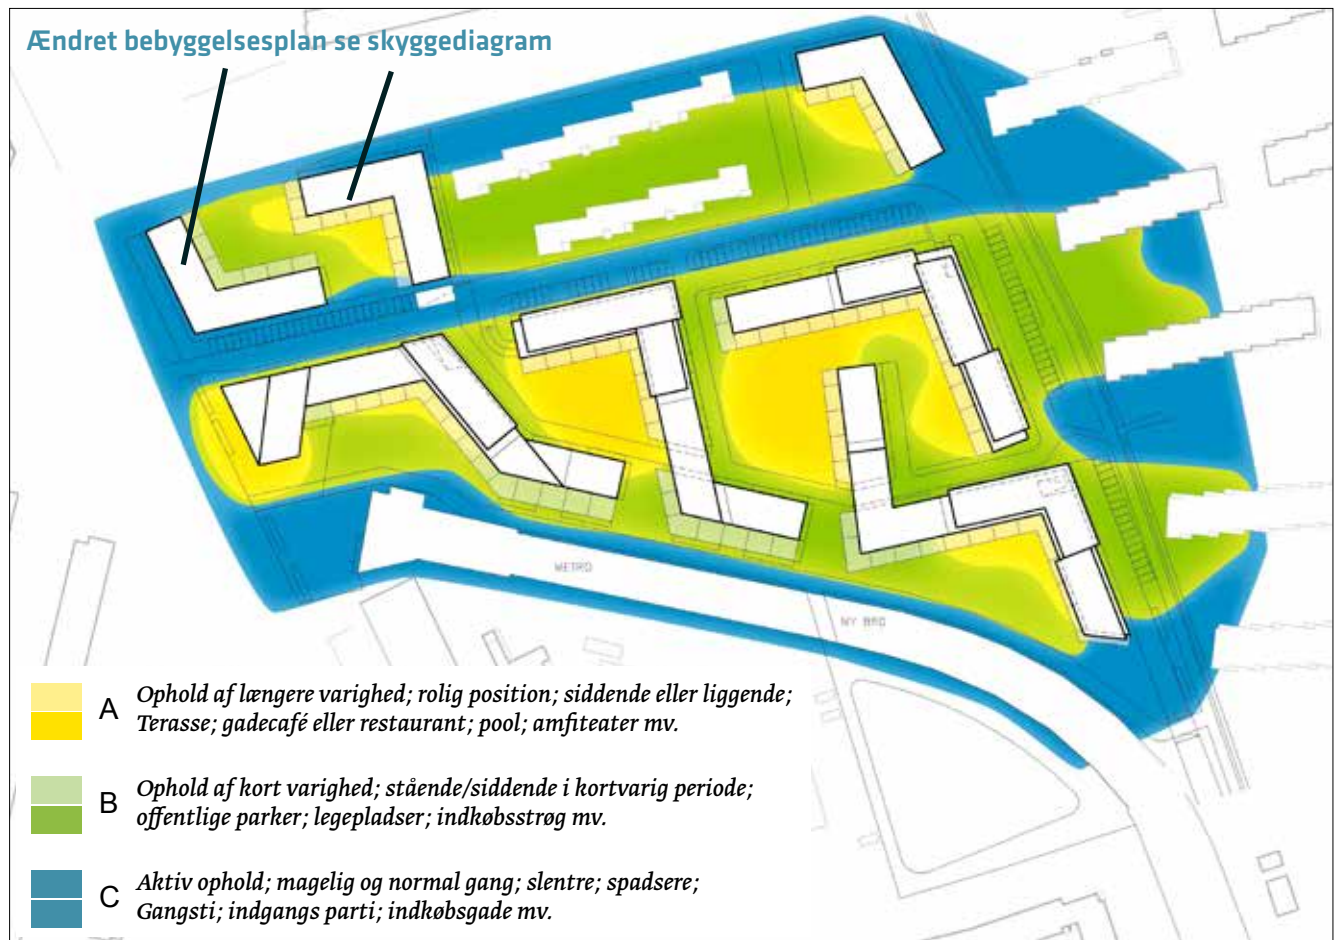 Ændret bebyggelsesplan se skyggediagram
METRO
NY BRO
A
Ophold af længere varighed; rolig position; siddende eller liggende;
Terasse; gadecafé eller restaurant; pool; amfiteater mv.
B
Ophold af kort varighed; stående/siddende i kortvarig periode;
offentlige parker; legepladser; indkøbsstrøg mv.
C
Aktiv ophold; magelig og normal gang; slentre; spadsere;
Gangsti; indgangs parti; indkøbsgade mv.